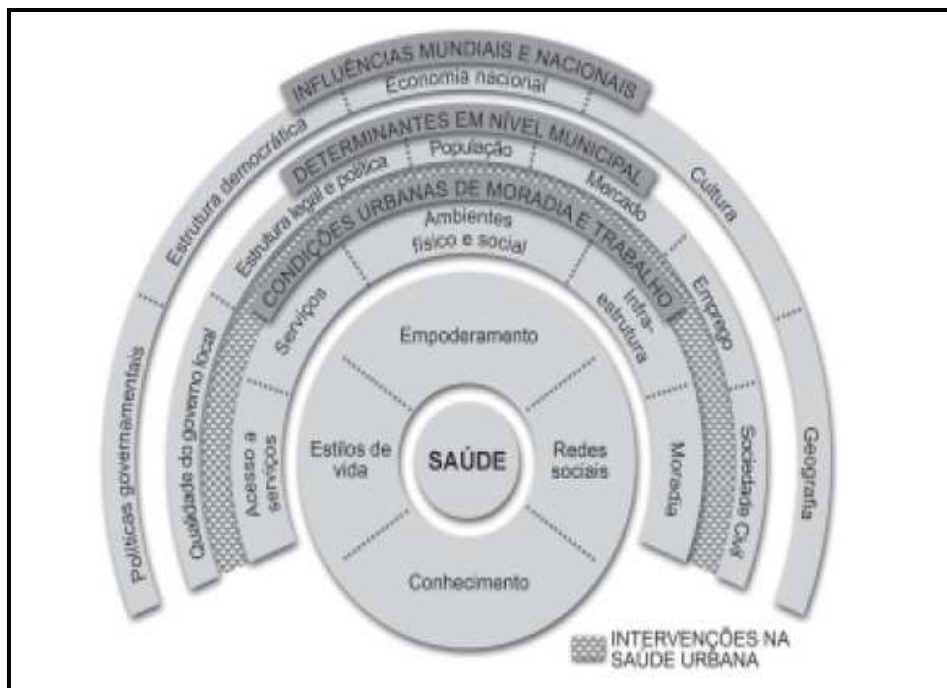 INFLUÊNCIAS MUNDIAIS E NACIONAIS
Políticas governamentais
Estrutura democrática
Economia nacional
Cultura
Geografia
DETERMINANTES EM NÍVEL MUNICIPAL
Qualidade do governo local
Estrutura legal e política
População
Mercado
Emprego
Sociedade Civil
CONDIÇÕES URBANAS DE MORADIA E TRABALHO
Acesso a
serviços
Serviços
Ambientes
físico e social
Infra-
estrutura
Moradia
Empoderamento
Estilos de
vida
SAÚDE
Redes
sociais
Conhecimento
INTERVENÇÕES NA
SAÚDE URBANA